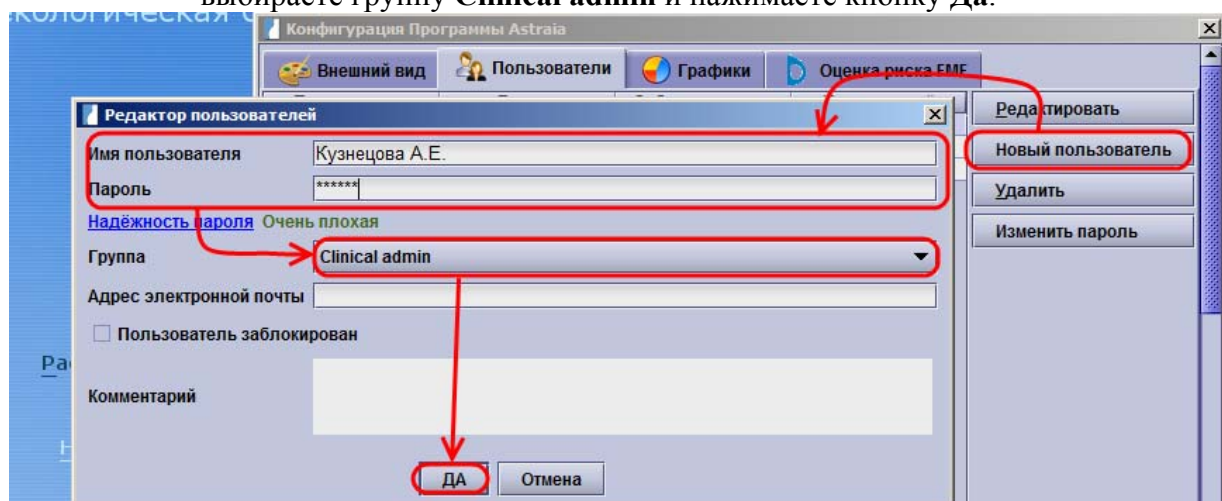 выбираете группу Clinical admin и нажимаете кнопку Да.
Конфигурация Программы Astraia
Внешний вид
Пользователи
Графики
Оценка риска FMF
Редактор пользователей
Редактировать
Имя пользователя
Кузнецова А.Е.
Новый пользователь
Пароль
******
Удалить
Надёжность пароля Очень плохая
Изменить пароль
Группа
Clinical admin
Адрес электронной почты
Пользователь заблокирован
Комментарий
ДА
Отмена